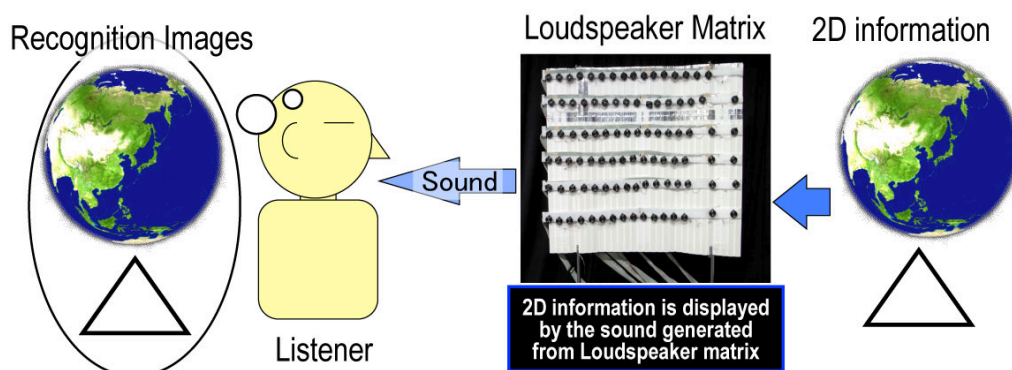 Recognition Images
Loudspeaker Matrix
2D information
Sound
Listener
2D information is displayed
by the sound generated
from Loudspeaker matrix